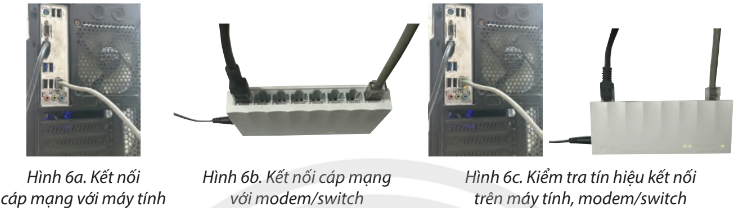 Hình 6a. Kết nối
cáp mạng với máy tính
Hình 6b. Kết nối cáp mạng
với modem/switch
Hình 6c. Kiểm tra tín hiệu kết nối
trên máy tính, modem/switch